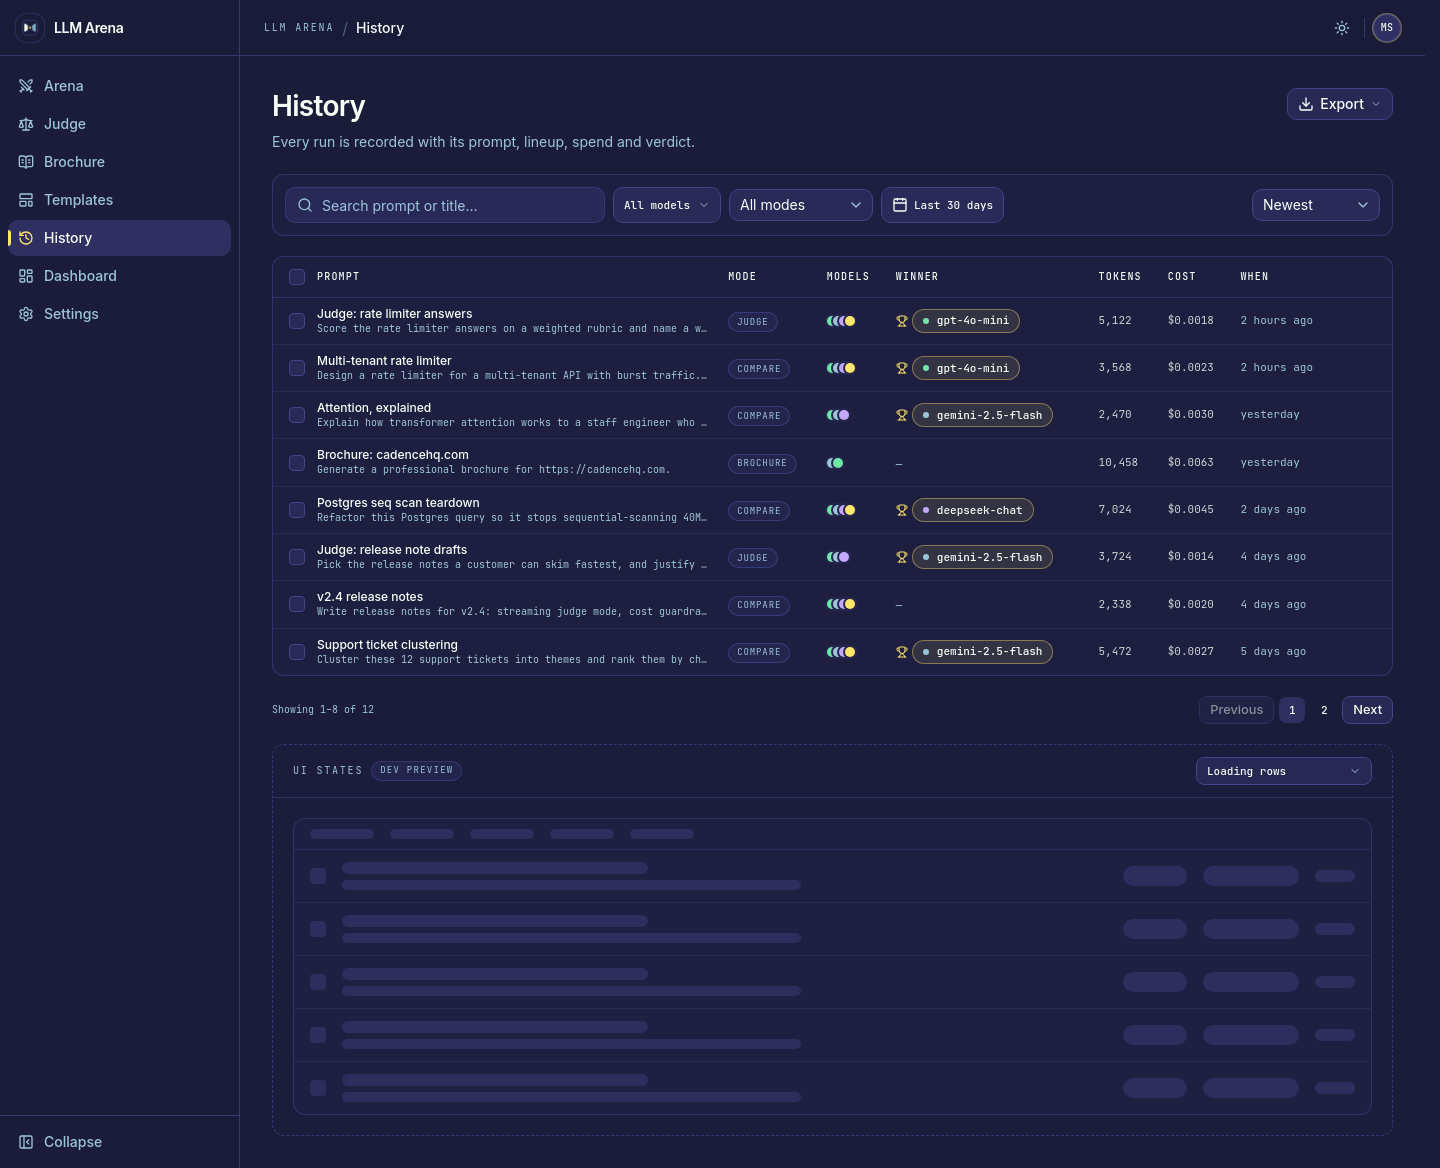 LLM Arena
LLM ARENA / History
MS
Arena
Judge
Brochure
Templates
History
Dashboard
Settings
Collapse
History
Export
Every run is recorded with its prompt, lineup, spend and verdict.
Search prompt or title...
All models
All modes
Last 30 days
Newest
PROMPT MODE MODELS WINNER TOKENS COST WHEN
Judge: rate limiter answers
Score the rate limiter answers on a weighted rubric and name a w…
JUDGE gpt-4o-mini 5,122 $0.0018 2 hours ago
Multi-tenant rate limiter
Design a rate limiter for a multi-tenant API with burst traffic.…
COMPARE gpt-4o-mini 3,568 $0.0023 2 hours ago
Attention, explained
Explain how transformer attention works to a staff engineer who …
COMPARE gemini-2.5-flash 2,470 $0.0030 yesterday
Brochure: cadencehq.com
Generate a professional brochure for https://cadencehq.com.
BROCHURE — 10,458 $0.0063 yesterday
Postgres seq scan teardown
Refactor this Postgres query so it stops sequential-scanning 40M…
COMPARE deepseek-chat 7,024 $0.0045 2 days ago
Judge: release note drafts
Pick the release notes a customer can skim fastest, and justify …
JUDGE gemini-2.5-flash 3,724 $0.0014 4 days ago
v2.4 release notes
Write release notes for v2.4: streaming judge mode, cost guardra…
COMPARE — 2,338 $0.0020 4 days ago
Support ticket clustering
Cluster these 12 support tickets into themes and rank them by ch…
COMPARE gemini-2.5-flash 5,472 $0.0027 5 days ago
Showing 1–8 of 12
Previous 1 2 Next
UI STATES DEV PREVIEW
Loading rows